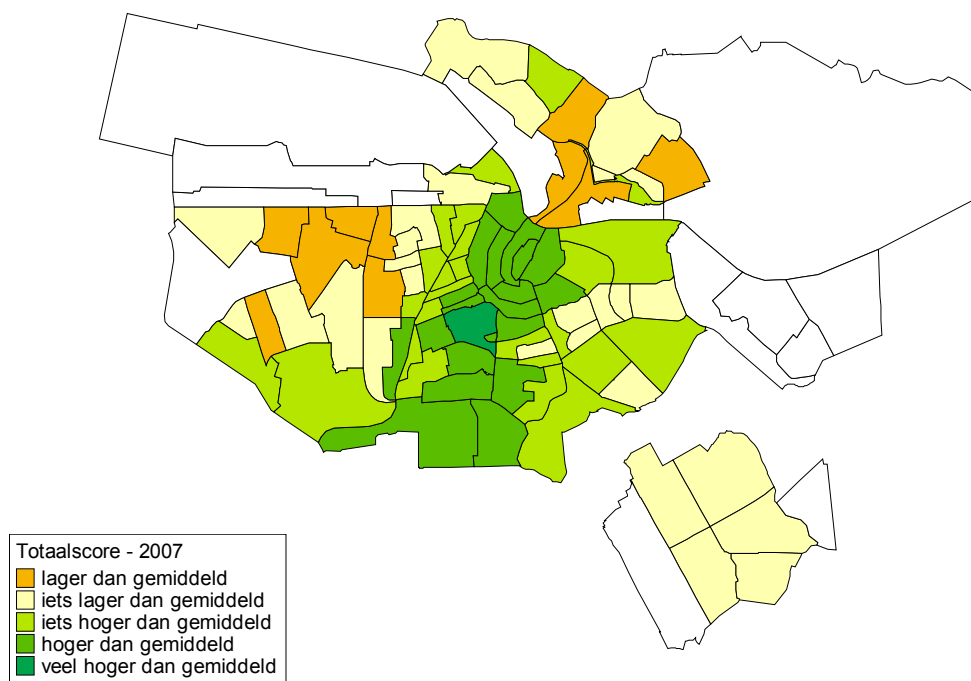 Totaalscore - 2007
lager dan gemiddeld
iets lager dan gemiddeld
iets hoger dan gemiddeld
hoger dan gemiddeld
veel hoger dan gemiddeld